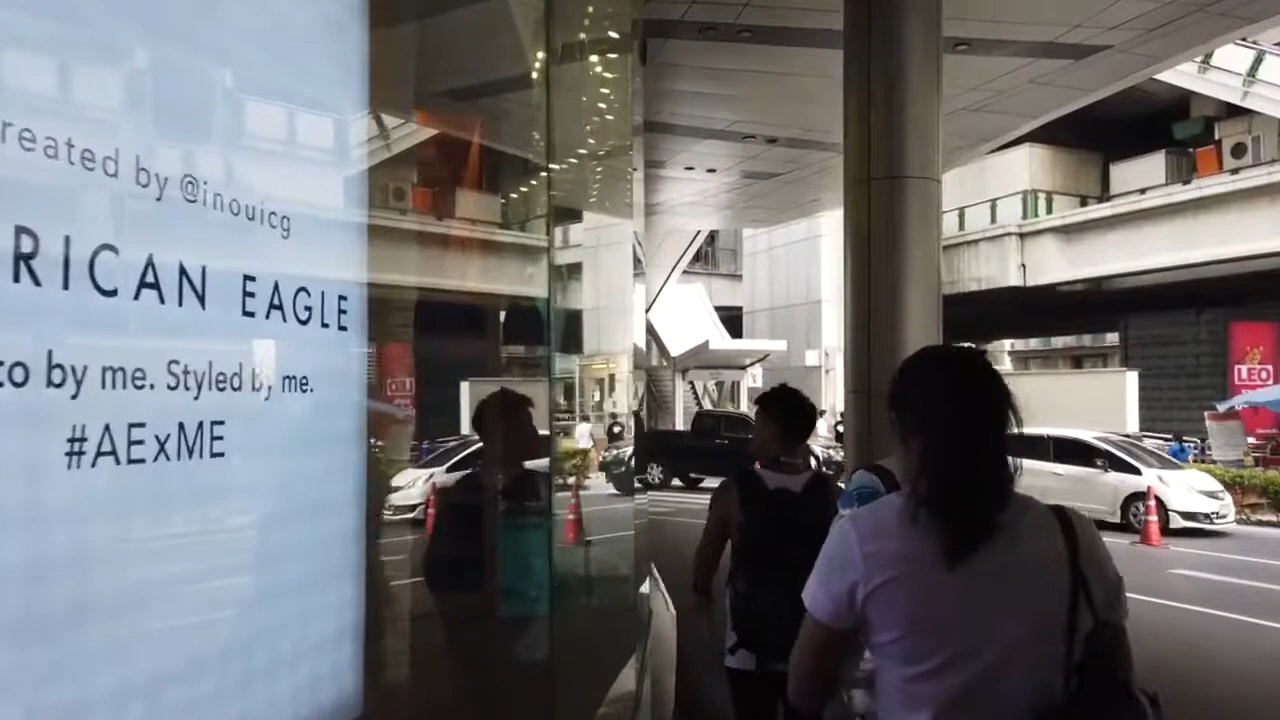 reated by @inouicg
RICAN EAGLE
to by me. Styled by me.
#AExME
LEO